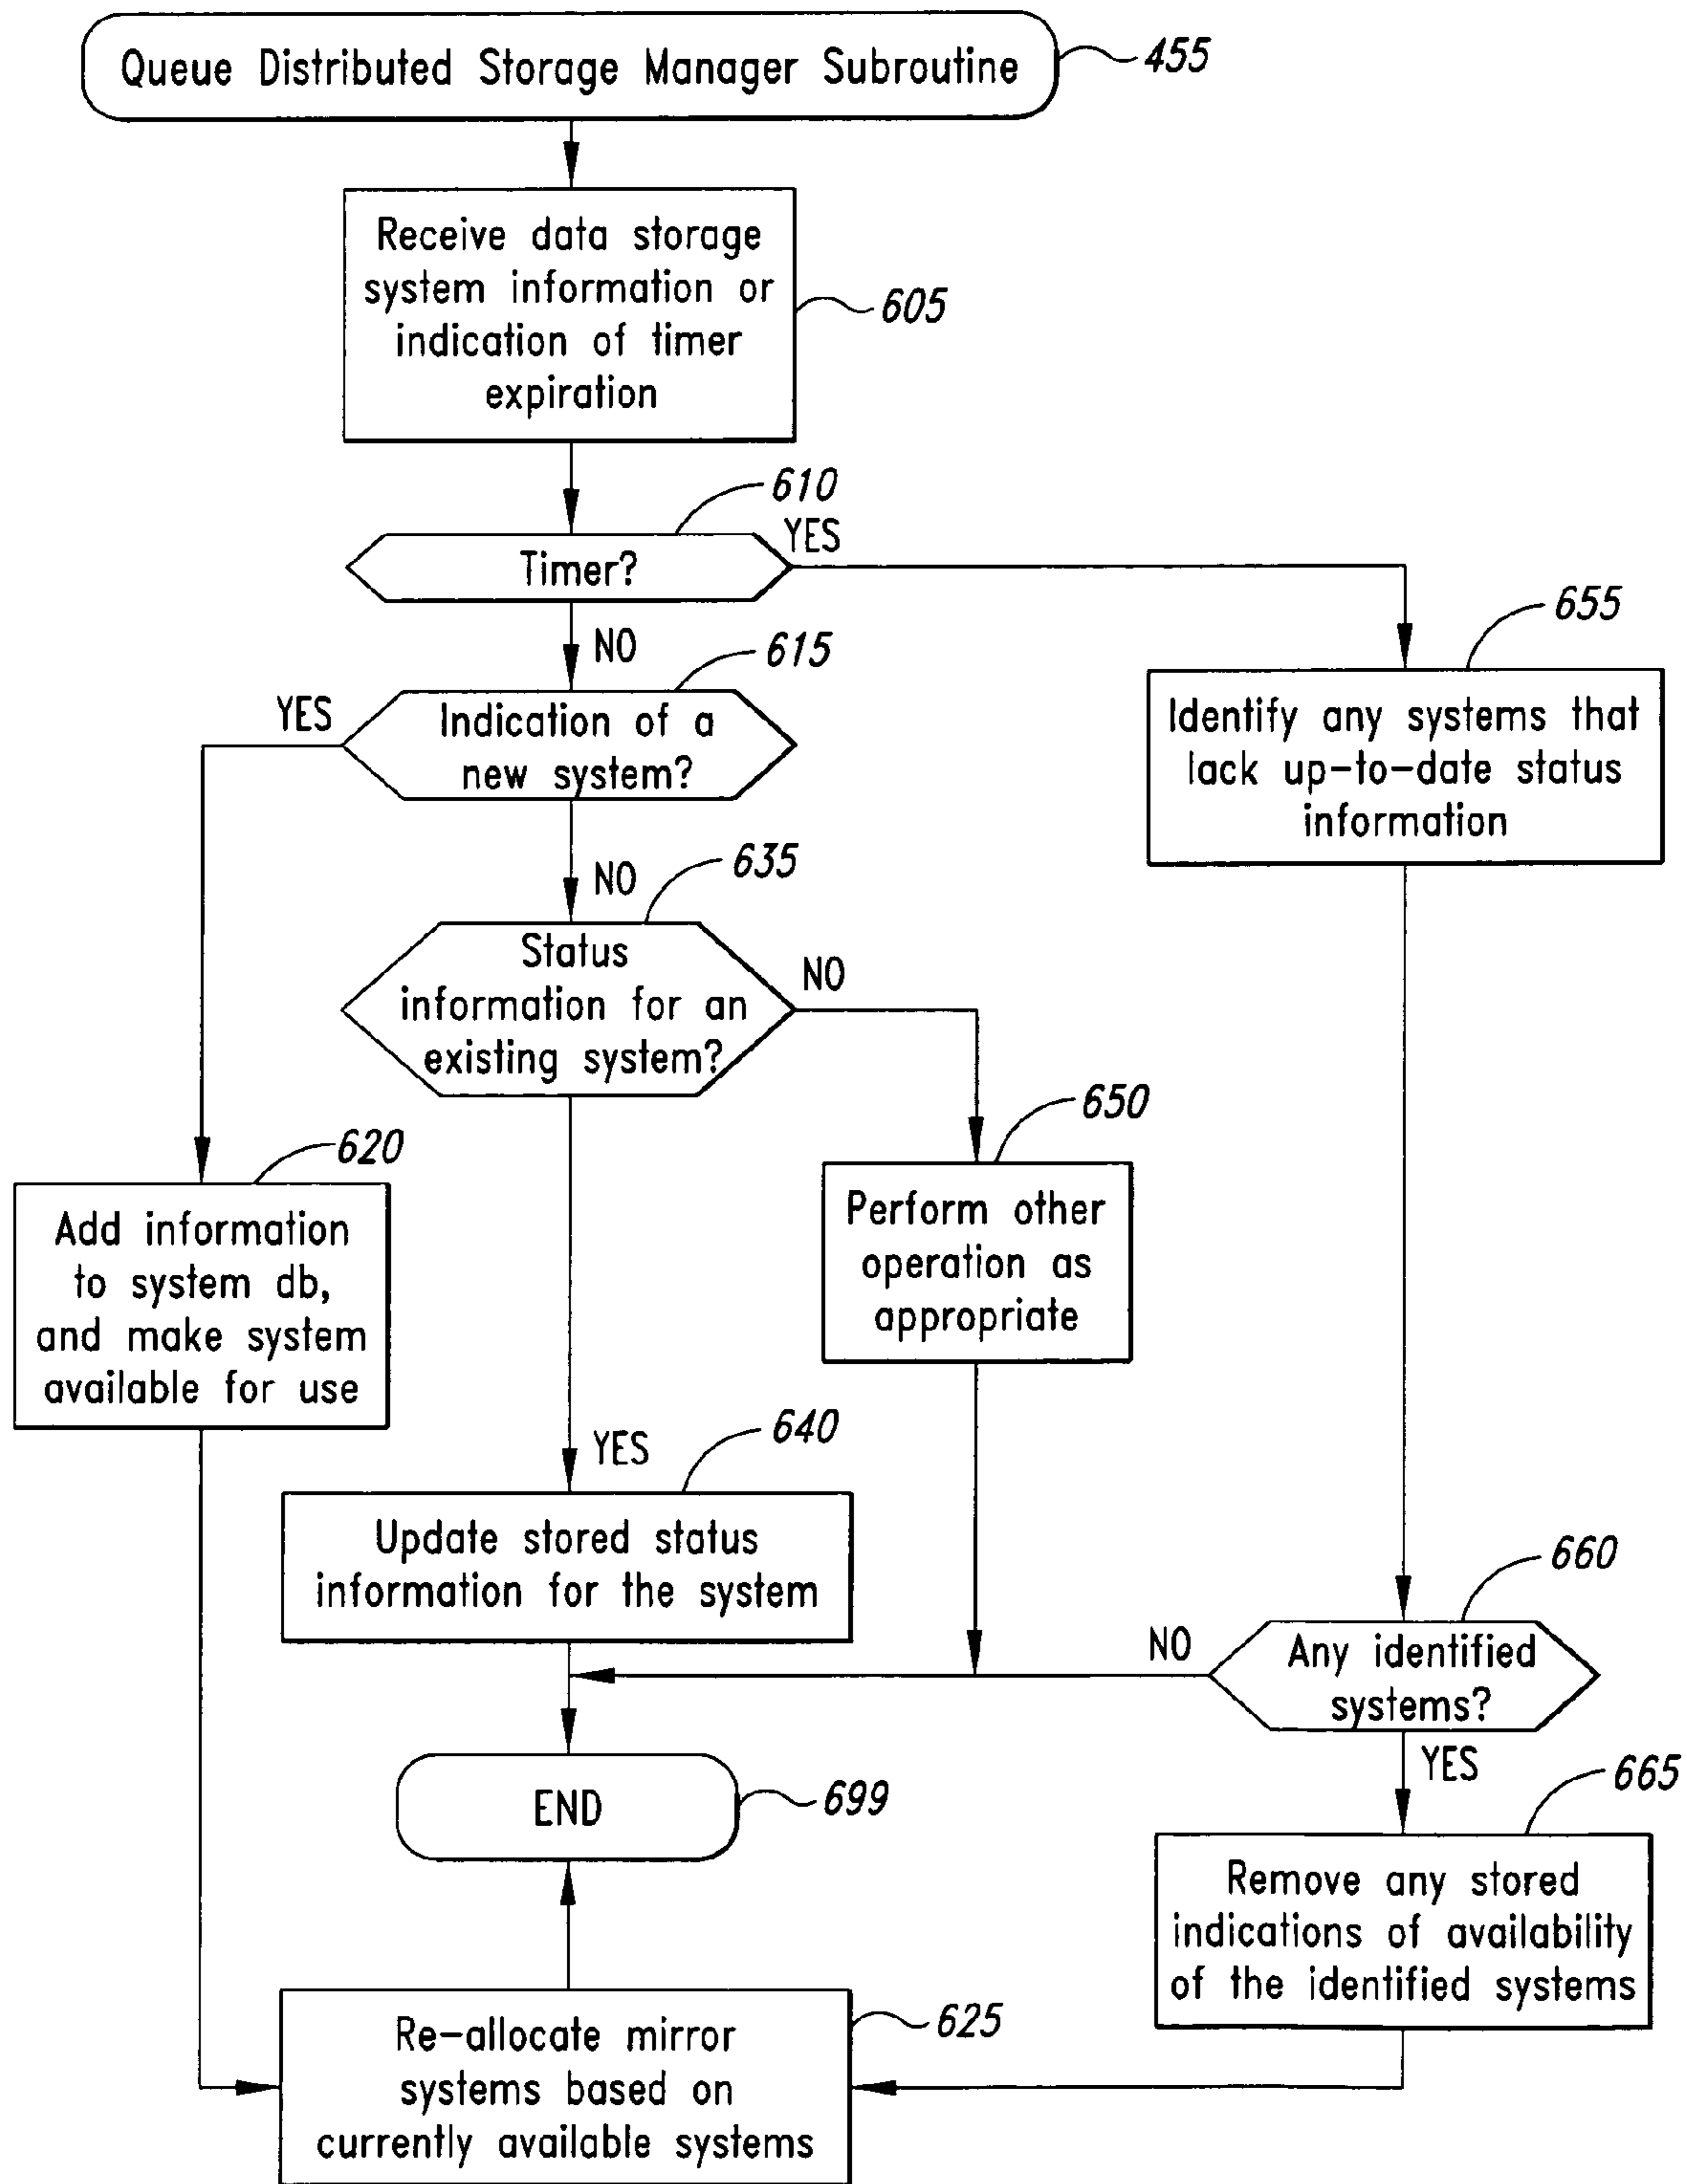 Queue Distributed Storage Manager Subroutine
455
Receive data storage
system information or
indication of timer
expiration
605
610
Timer?
YES
NO
615
Indication of a
new system?
YES
NO
655
Identify any systems that
lack up-to-date status
information
635
Status
information for an
existing system?
NO
650
Perform other
operation as
appropriate
620
Add information
to system db,
and make system
available for use
YES
640
Update stored status
information for the system
660
Any identified
systems?
NO
YES
END
699
665
Remove any stored
indications of availability
of the identified systems
Re-allocate mirror
systems based on
currently available systems
625